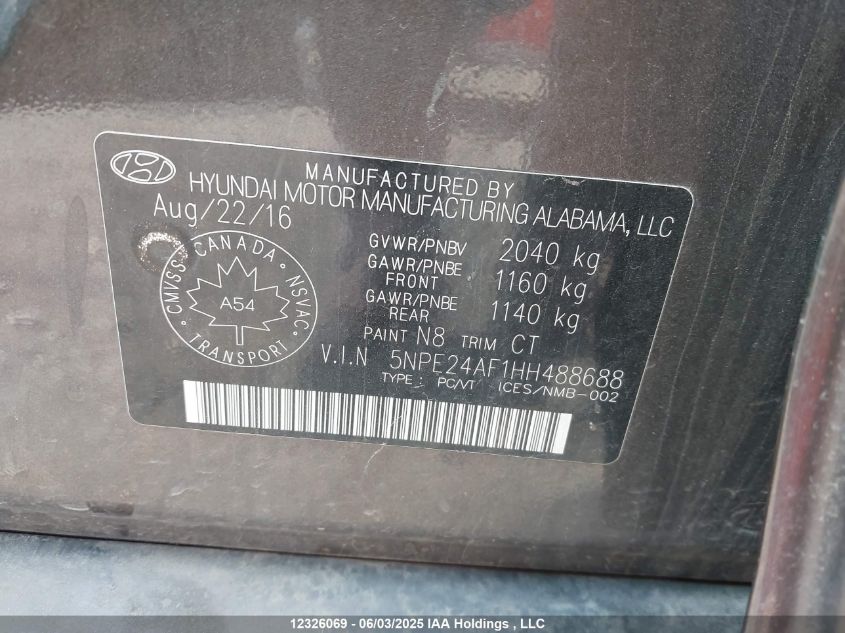 MANUFACTURED BY
HYUNDAI MOTOR MANUFACTURING ALABAMA, LLC
Aug/22/16
GVWR/PNBV 2040 kg
GAWR/PNBE FRONT 1160 kg
GAWR/PNBE REAR 1140 kg
CANADA • NSVAC • TRANSPORT • CMVSS •
A54
PAINT N8 TRIM CT
V.I.N 5NPE24AF1HH488688
TYPE : PC/VT ICES/NMB-002
12326069 - 06/03/2025 IAA Holdings , LLC